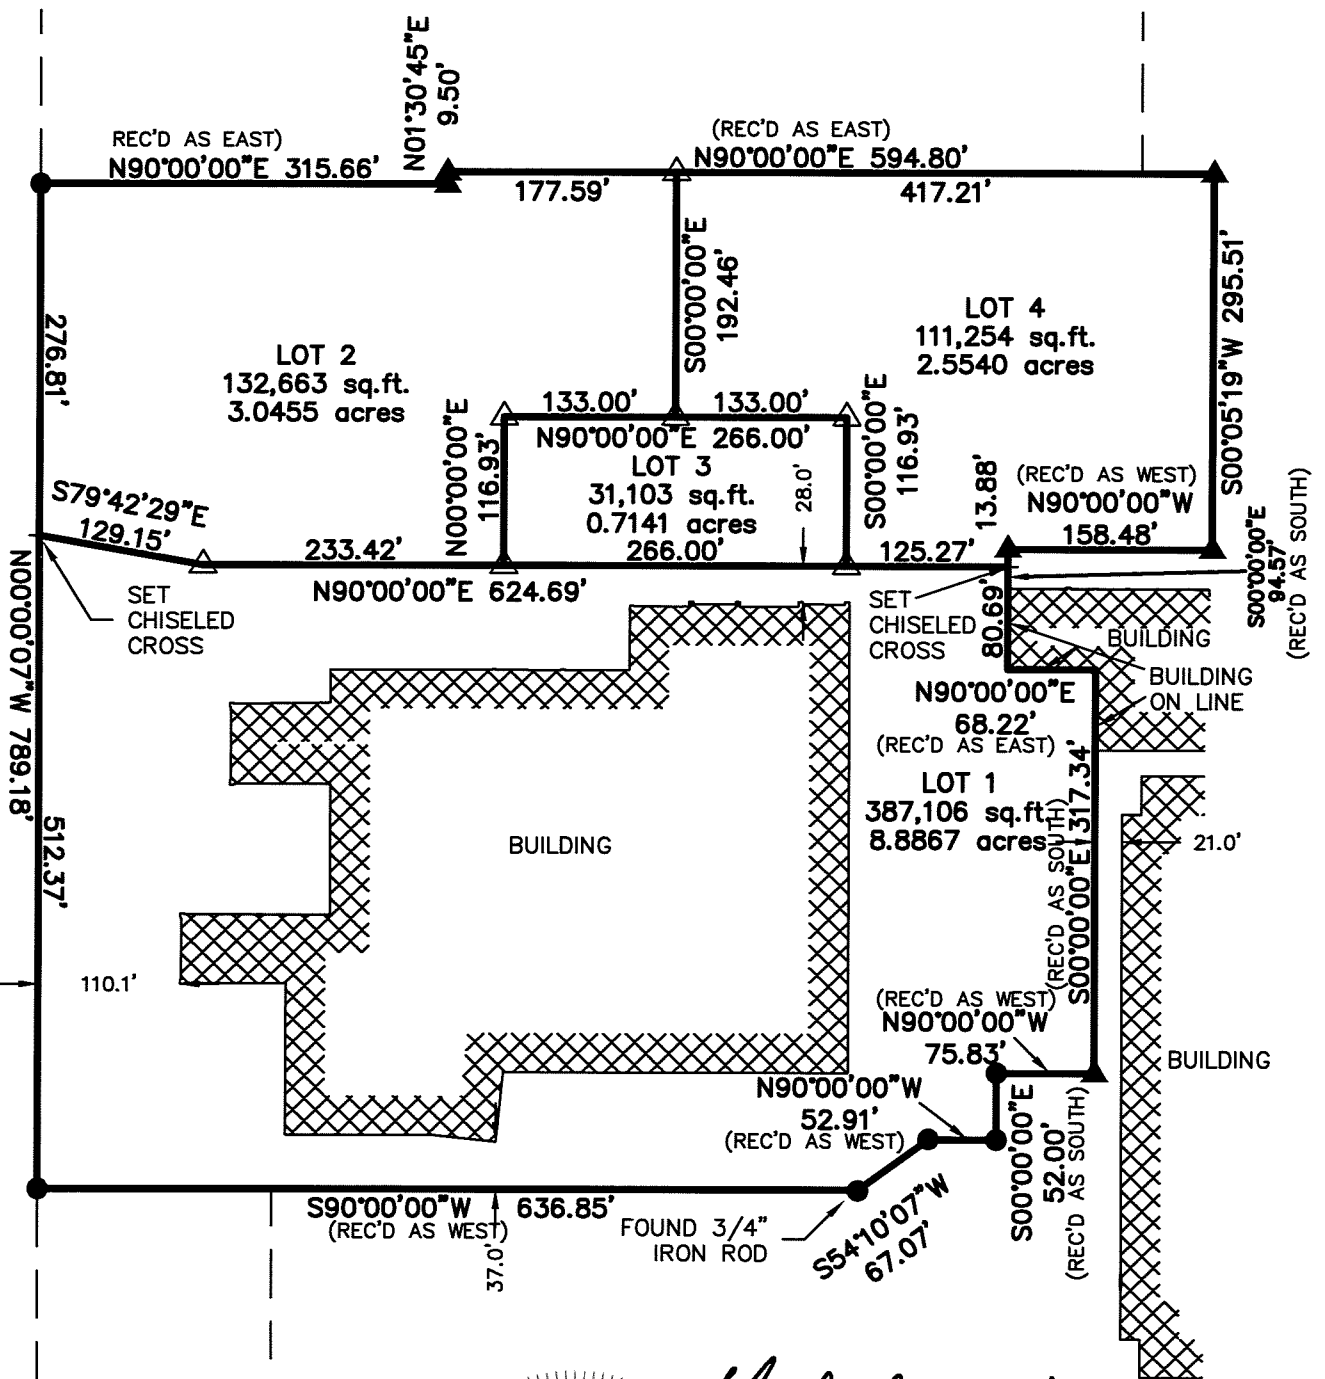 N01°30'45"E
9.50'
REC'D AS EAST)
N90°00'00"E 315.66'
(REC'D AS EAST)
N90°00'00"E 594.80'
177.59'
417.21'
S00°00'00"E
192.46'
S00°05'19"W 295.51'
276.81'
LOT 2
132,663 sq.ft.
3.0455 acres
LOT 4
111,254 sq.ft.
2.5540 acres
133.00'
133.00'
N90°00'00"E 266.00'
N00°00'00"E
116.93'
LOT 3
31,103 sq.ft.
0.7141 acres
28.0'
S00°00'00"E
116.93'
13.88'
(REC'D AS WEST)
N90°00'00"W
158.48'
S00°00'00"E
94.57'
(REC'D AS SOUTH)
S79°42'29"E
129.15'
233.42'
266.00'
125.27'
N90°00'00"E 624.69'
SET
CHISELED
CROSS
SET
CHISELED
CROSS
80.69'
BUILDING
BUILDING
ON LINE
N90°00'00"E
68.22'
(REC'D AS EAST)
N00°00'07"W 789.18'
512.37'
LOT 1
387,106 sq.ft.
8.8867 acres
(REC'D AS SOUTH)
S00°00'00"E 317.34'
21.0'
BUILDING
110.1'
(REC'D AS WEST)
N90°00'00"W
75.83'
BUILDING
N90°00'00"W
52.91'
(REC'D AS WEST)
S00°00'00"E
52.00'
(REC'D AS SOUTH)
S90°00'00"W 636.85'
(REC'D AS WEST)
37.0'
FOUND 3/4"
IRON ROD
S54°10'07"W
67.07'